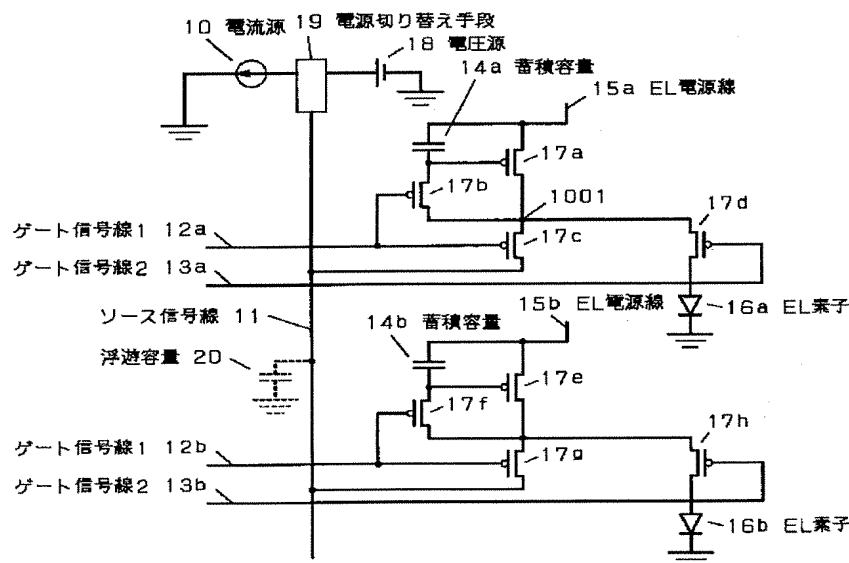 10 電流源
19 電源切り替え手段
18 電圧源
14a 蓄積容量
15a EL電源線
17a
17b
1001
17d
ゲート信号線1 12a
17c
ゲート信号線2 13a
ソース信号線 11
16a EL素子
15b EL電源線
14b 蓄積容量
浮遊容量 20
17e
17f
17h
ゲート信号線1 12b
17g
ゲート信号線2 13b
16b EL素子